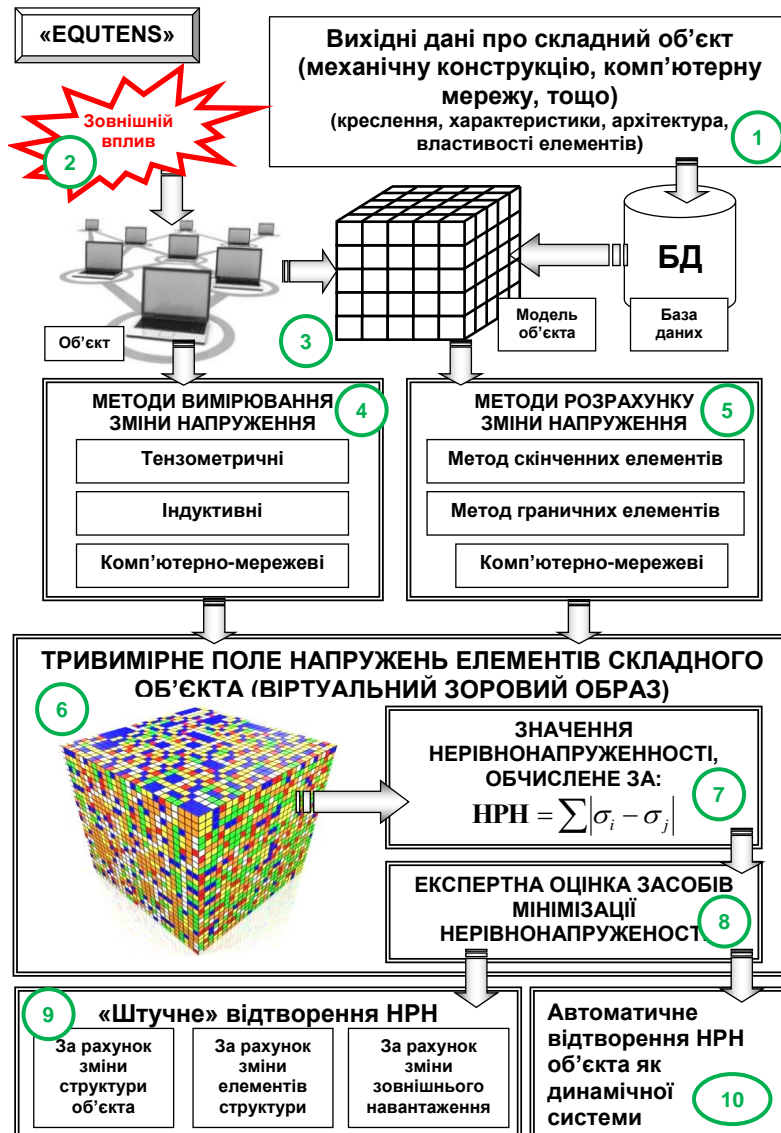 «EQUTENS»
Вихідні дані про складний об’єкт
(механічну конструкцію, комп’ютерну
мережу, тощо)
(креслення, характеристики, архітектура,
властивості елементів)
1
Зовнішній
вплив
2
БД
База
даних
Модель
об’єкта
3
Об’єкт
МЕТОДИ ВИМІРЮВАННЯ
ЗМІНИ НАПРУЖЕННЯ
4
Тензометричні
Індуктивні
Комп’ютерно-мережеві
МЕТОДИ РОЗРАХУНКУ
ЗМІНИ НАПРУЖЕННЯ
5
Метод скінченних елементів
Метод граничних елементів
Комп’ютерно-мережеві
ТРИВИМІРНЕ ПОЛЕ НАПРУЖЕНЬ ЕЛЕМЕНТІВ СКЛАДНОГО
ОБ’ЄКТА (ВІРТУАЛЬНИЙ ЗОРОВИЙ ОБРАЗ)
6
ЗНАЧЕННЯ
НЕРІВНОНАПРУЖЕННОСТІ,
ОБЧИСЛЕНЕ ЗА:
НРН = ∑|σ_i − σ_j|
7
ЕКСПЕРТНА ОЦІНКА ЗАСОБІВ
МІНІМІЗАЦІЇ
НЕРІВНОНАПРУЖЕНОСТІ
8
9
«Штучне» відтворення НРН
За рахунок
зміни
структури
об’єкта
За рахунок
зміни
елементів
структури
За рахунок
зміни
зовнішнього
навантаження
Автоматичне
відтворення НРН
об’єкта як
динамічної
системи
10